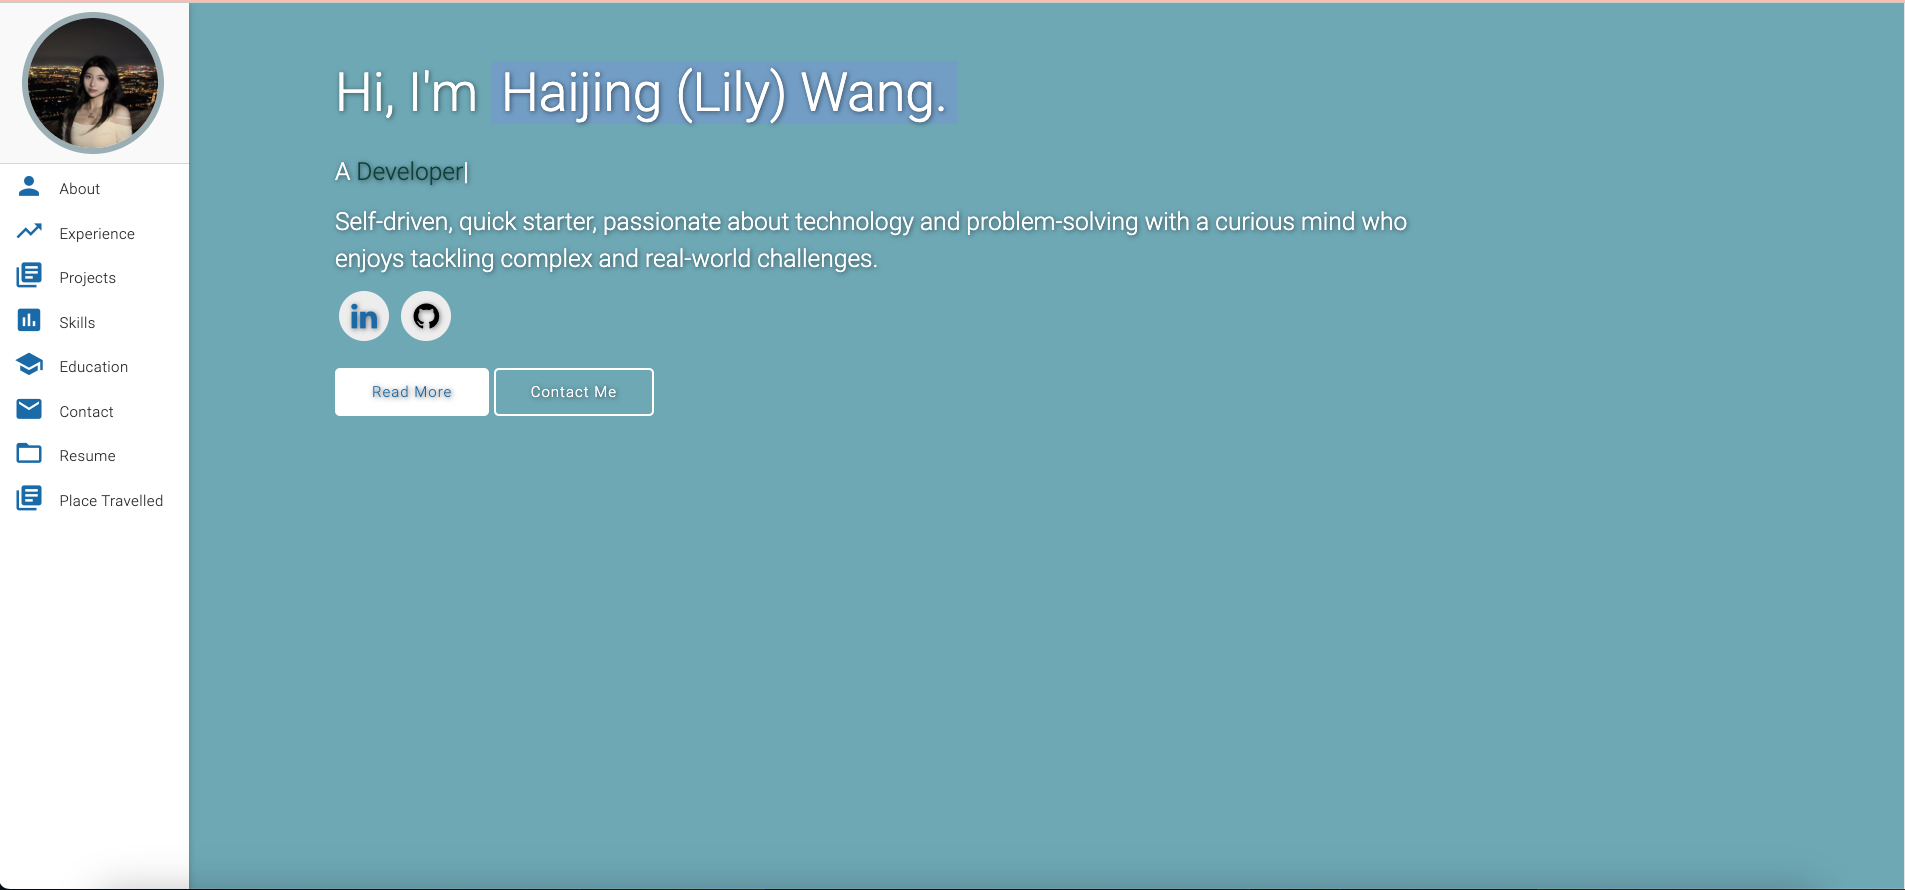 About
Experience
Projects
Skills
Education
Contact
Resume
Place Travelled
Hi, I'm Haijing (Lily) Wang.
A Developer|
Self-driven, quick starter, passionate about technology and problem-solving with a curious mind who
enjoys tackling complex and real-world challenges.
in
Read More
Contact Me